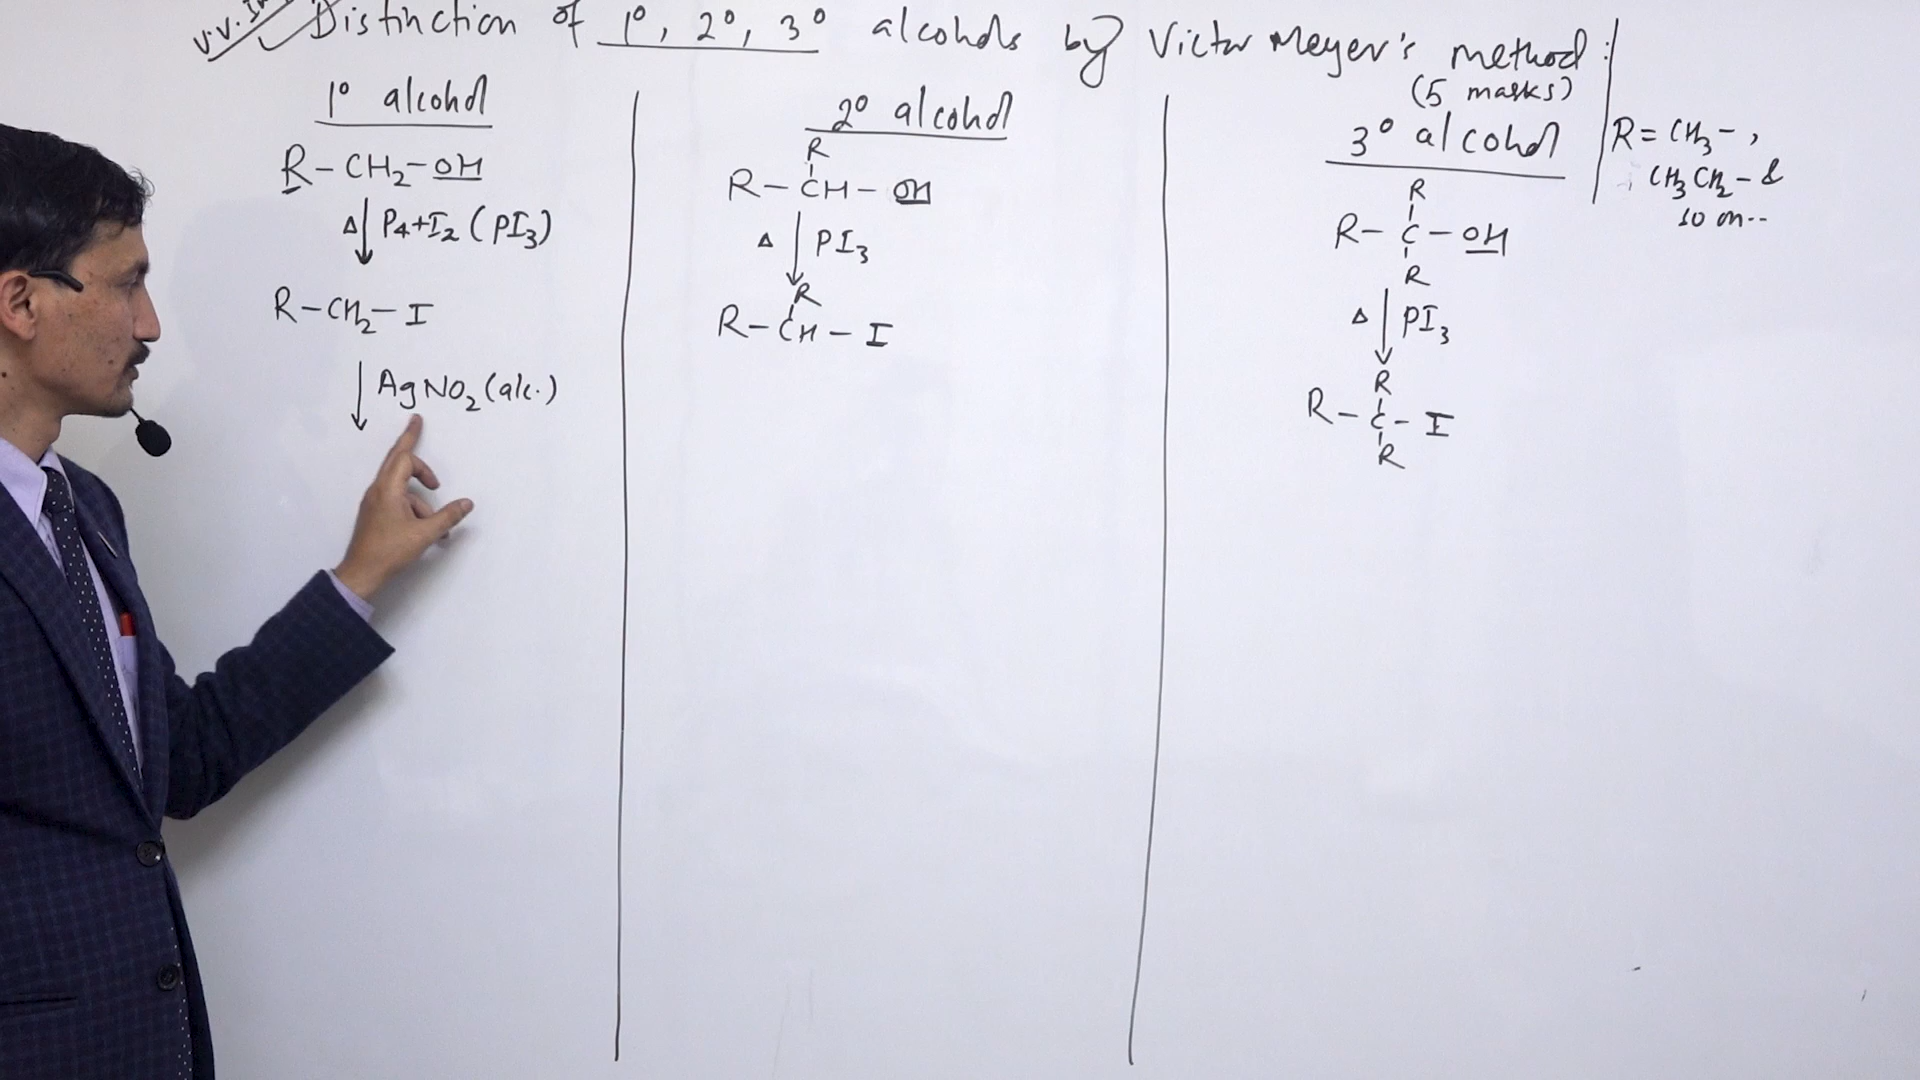 v.v. Im
Distinction of 1°, 2°, 3° alcohols by Victor Meyer's method:
(5 marks)
1° alcohol
R-CH₂-OH
Δ↓ P₄+I₂ (PI₃)
R-CH₂-I
↓ AgNO₂ (alc.)
2° alcohol
R
R-CH-OH
Δ↓ PI₃
R
R-CH-I
3° alcohol
R
R-C-OH
R
Δ↓ PI₃
R
R-C-I
R
R = CH₃-,
CH₃CH₂- &
so on..